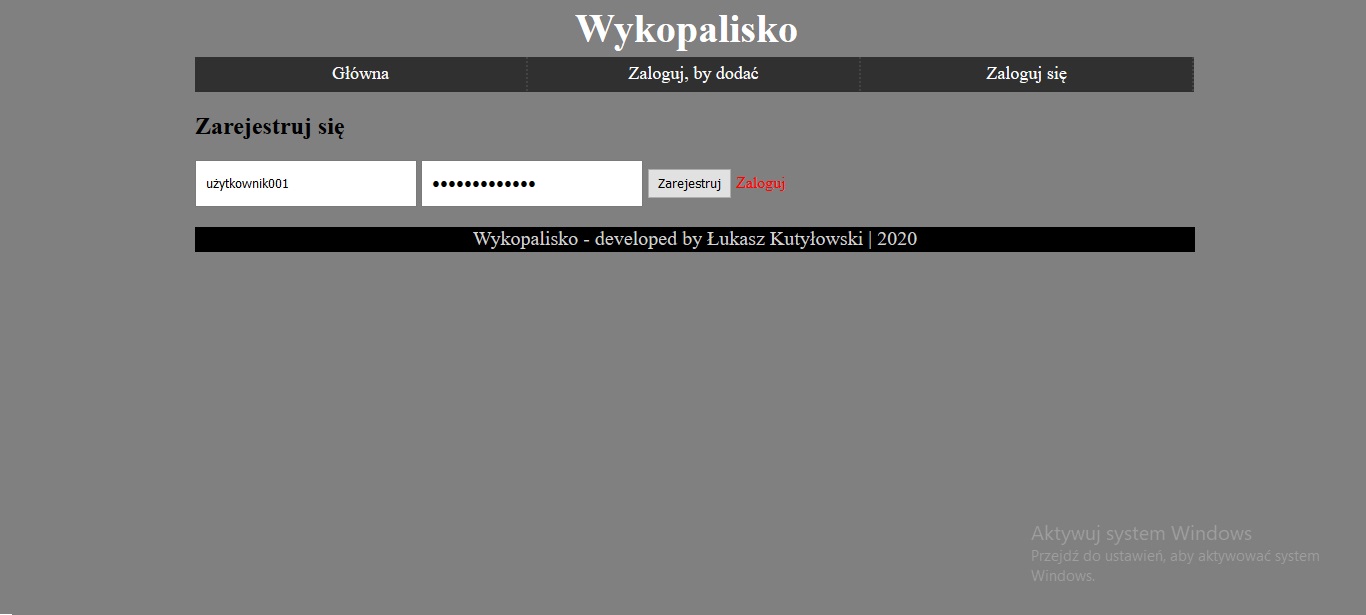 Wykopalisko
Główna Zaloguj, by dodać Zaloguj się
Zarejestruj się
użytkownik001 ●●●●●●●●●●●●● Zarejestruj Zaloguj
Wykopalisko - developed by Łukasz Kutyłowski | 2020
Aktywuj system Windows
Przejdź do ustawień, aby aktywować system
Windows.